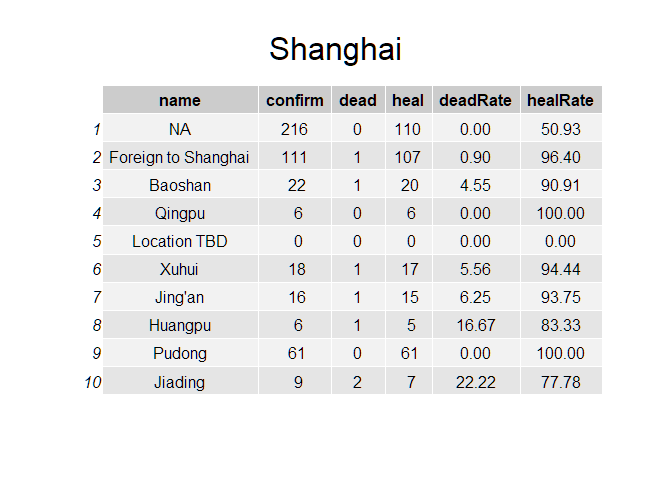 Shanghai
name confirm dead heal deadRate healRate
1 NA 216 0 110 0.00 50.93
2 Foreign to Shanghai 111 1 107 0.90 96.40
3 Baoshan 22 1 20 4.55 90.91
4 Qingpu 6 0 6 0.00 100.00
5 Location TBD 0 0 0 0.00 0.00
6 Xuhui 18 1 17 5.56 94.44
7 Jing'an 16 1 15 6.25 93.75
8 Huangpu 6 1 5 16.67 83.33
9 Pudong 61 0 61 0.00 100.00
10 Jiading 9 2 7 22.22 77.78